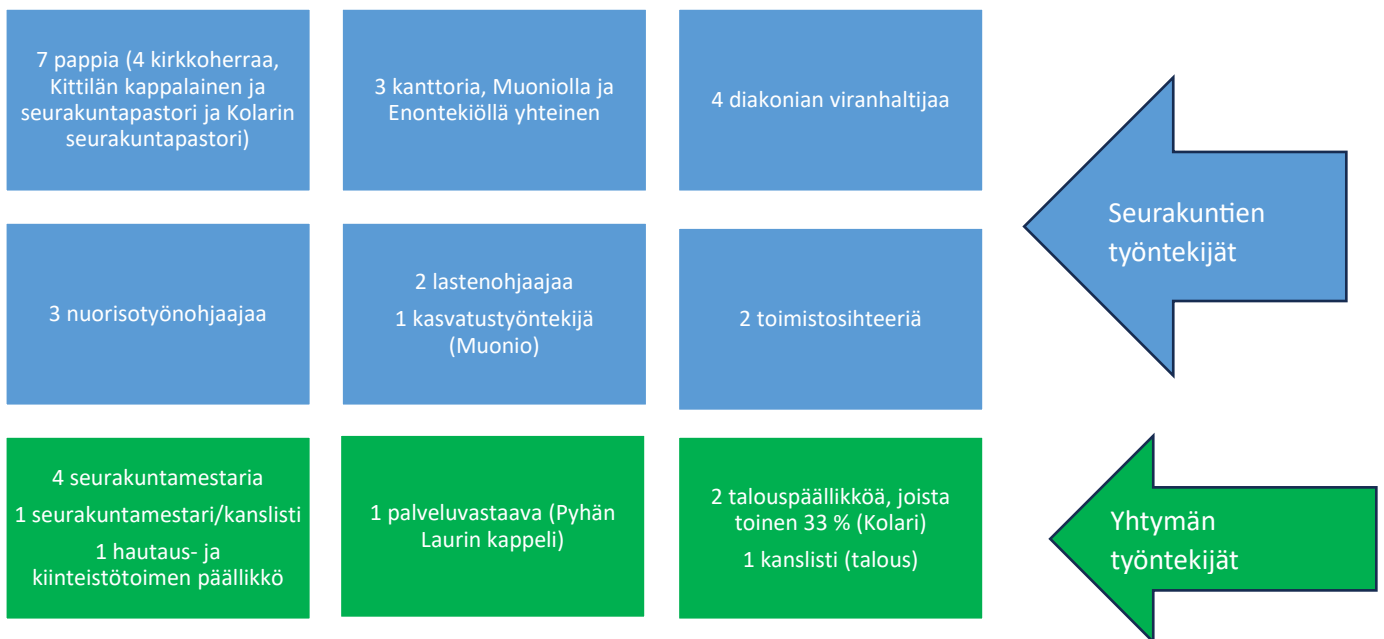 7 pappia (4 kirkkoherraa,
Kittilän kappalainen ja
seurakuntapastori ja Kolarin
seurakuntapastori)
3 kanttoria, Muoniolla ja
Enontekiöllä yhteinen
4 diakonian viranhaltijaa
Seurakuntien
työntekijät
3 nuorisotyönohjaajaa
2 lastenohjaajaa
1 kasvatustyöntekijä
(Muonio)
2 toimistosihteeriä
4 seurakuntamestaria
1 seurakuntamestari/kanslisti
1 hautaus- ja
kiinteistötoimen päällikkö
1 palveluvastaava (Pyhän
Laurin kappeli)
2 talouspäällikköä, joista
toinen 33 % (Kolari)
1 kanslisti (talous)
Yhtymän
työntekijät